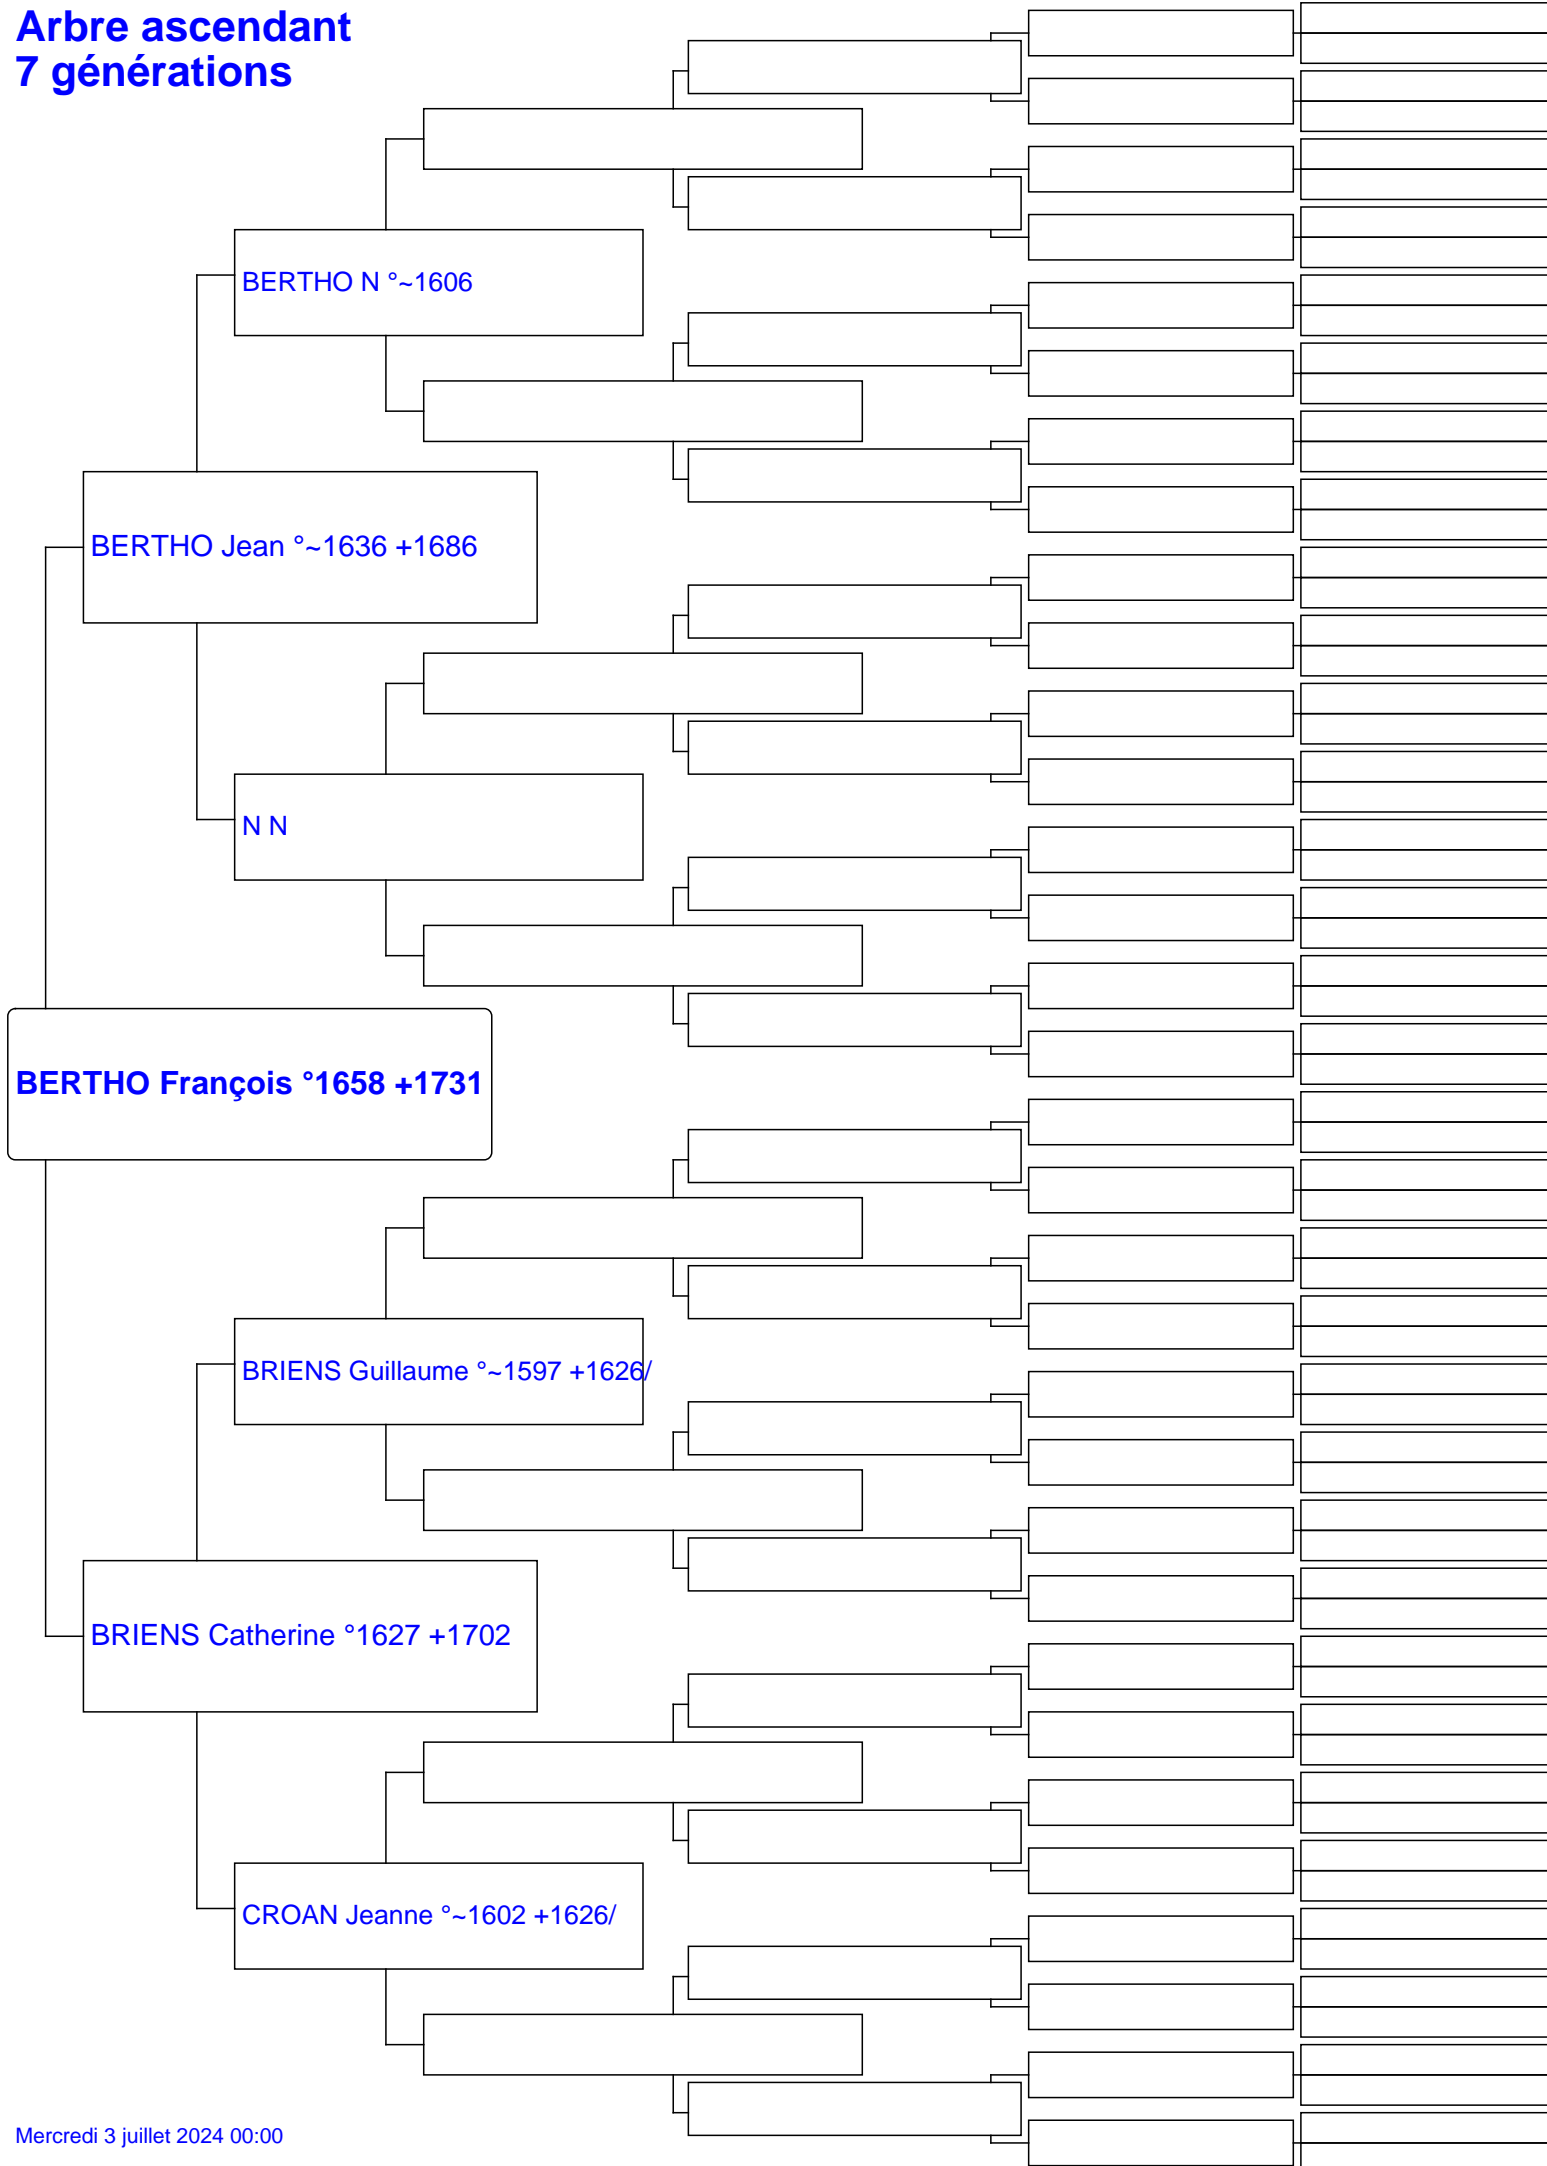 Arbre ascendant
7 générations
BERTHO N °~1606
BERTHO Jean °~1636 +1686
N N
BERTHO François °1658 +1731
BRIENS Guillaume °~1597 +1626/
BRIENS Catherine °1627 +1702
CROAN Jeanne °~1602 +1626/
Mercredi 3 juillet 2024 00:00